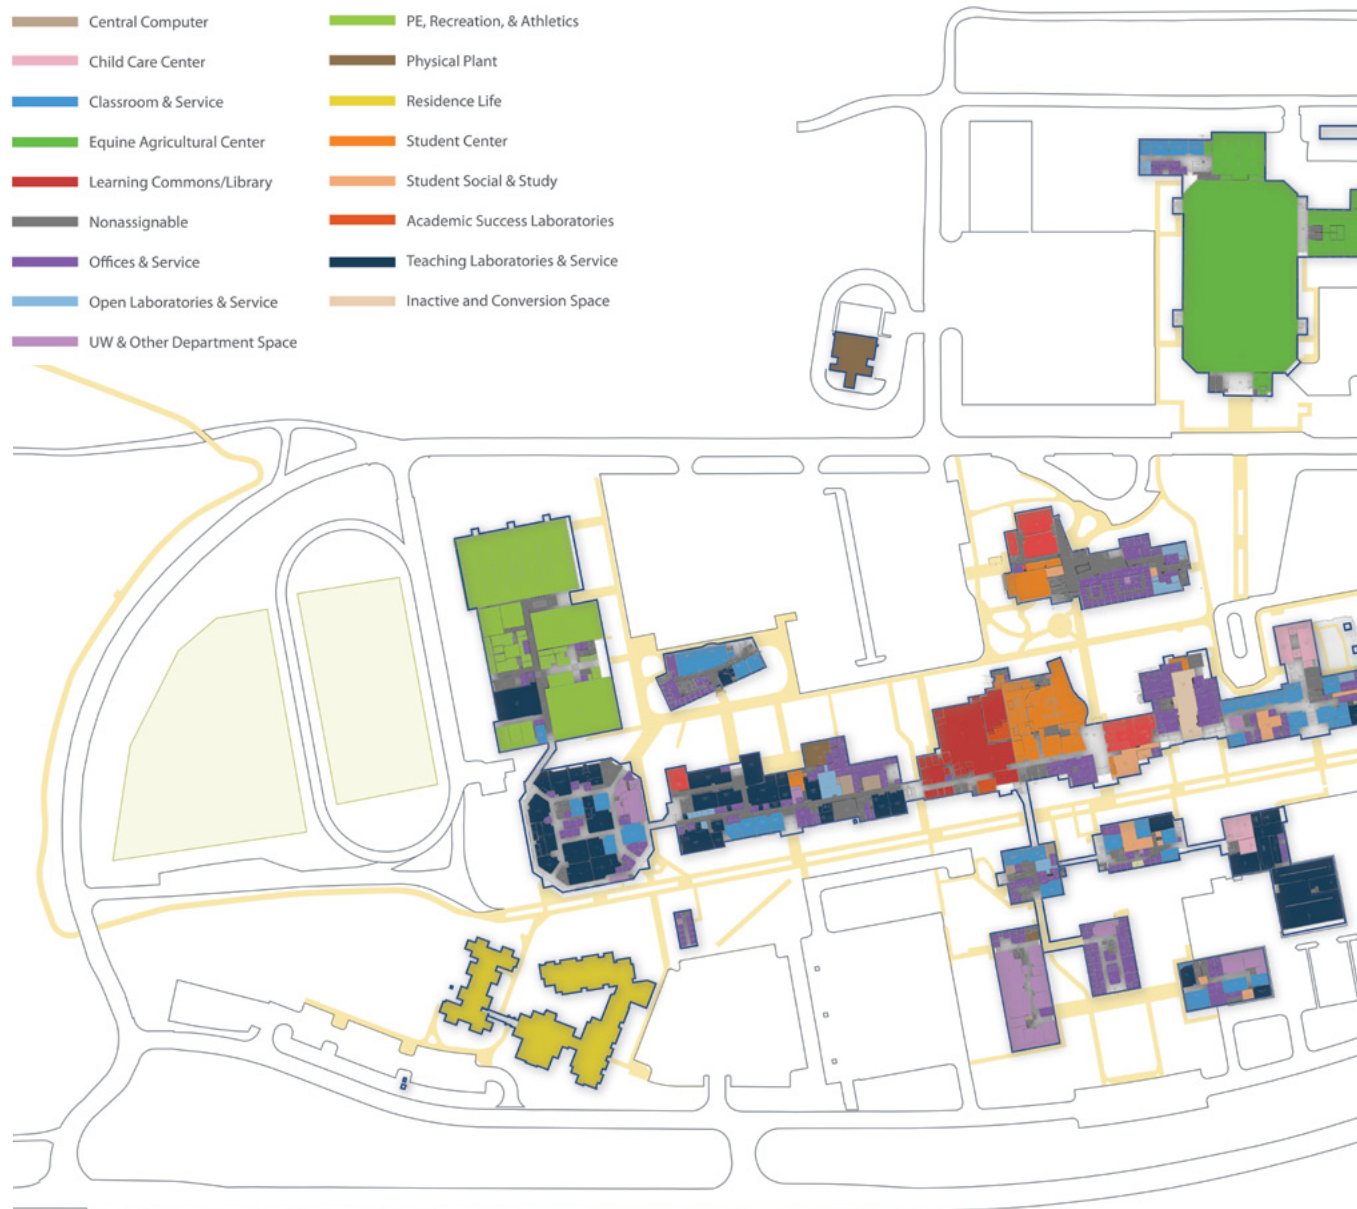 Central Computer
Child Care Center
Classroom & Service
Equine Agricultural Center
Learning Commons/Library
Nonassignable
Offices & Service
Open Laboratories & Service
UW & Other Department Space
PE, Recreation, & Athletics
Physical Plant
Residence Life
Student Center
Student Social & Study
Academic Success Laboratories
Teaching Laboratories & Service
Inactive and Conversion Space